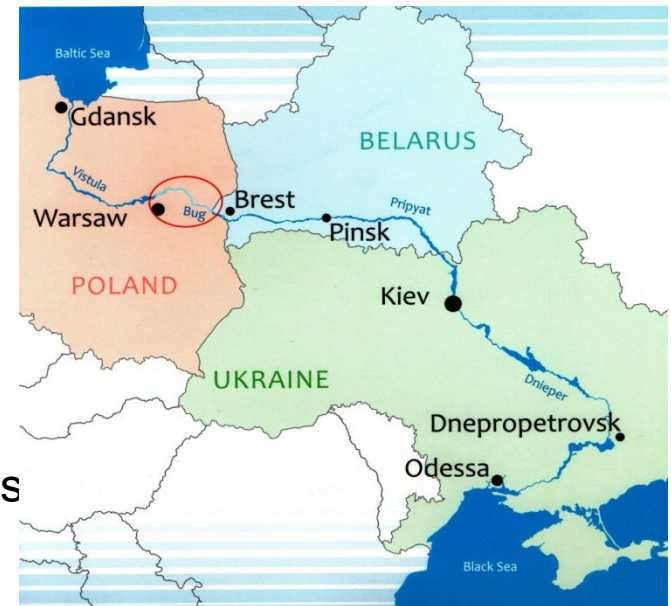 Baltic Sea
Gdansk
BELARUS
Vistula
Brest
Pripyat
Warsaw
Bug
Pinsk
POLAND
Kiev
UKRAINE
Dnieper
Dnepropetrovsk
Odessa
s
Black Sea